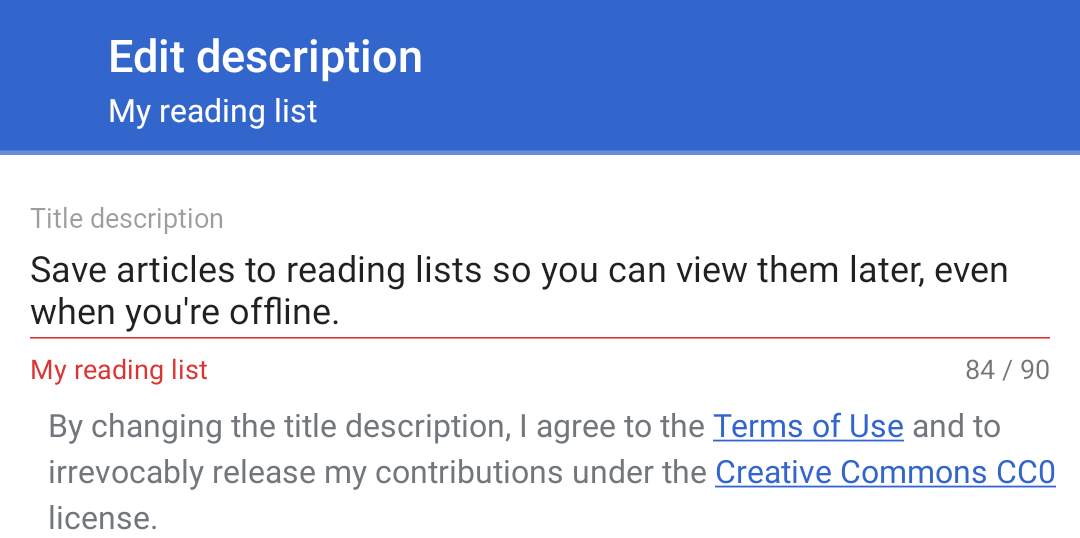 Edit description
My reading list
Title description
Save articles to reading lists so you can view them later, even
when you're offline.
My reading list 84 / 90
By changing the title description, I agree to the Terms of Use and to
irrevocably release my contributions under the Creative Commons CC0
license.